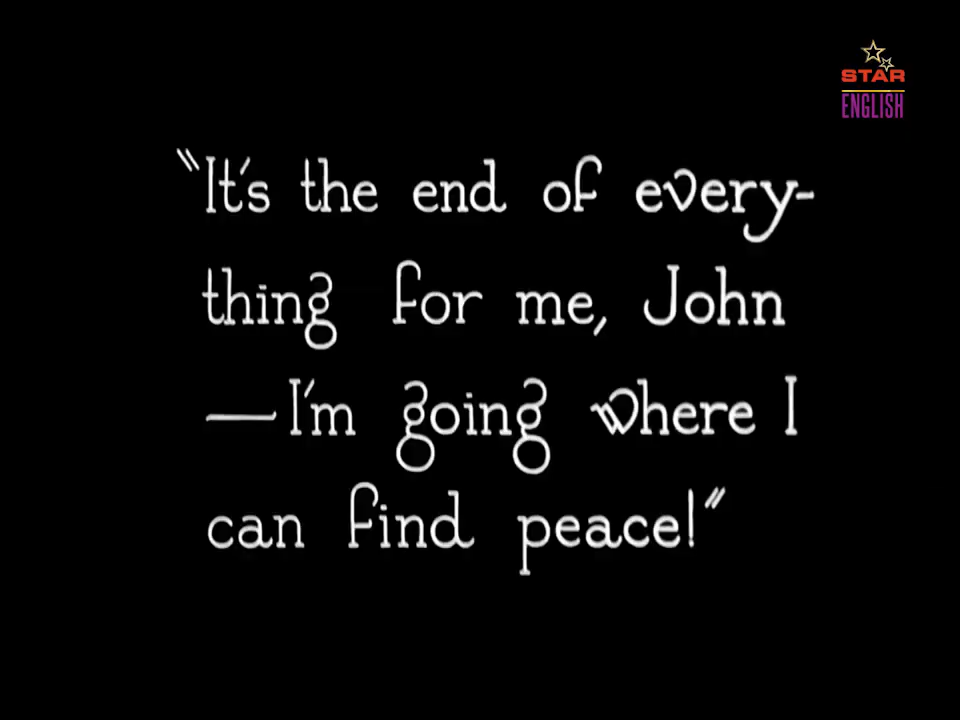 STAR
ENGLISH
"It's the end of every-
thing for me, John
—I'm going where I
can find peace!"